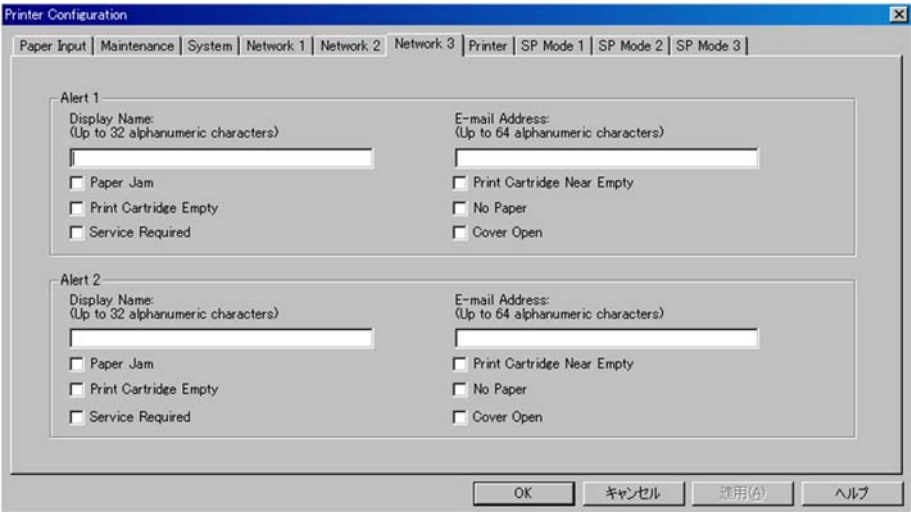 Printer Configuration
Paper Input | Maintenance | System | Network 1 | Network 2 | Network 3 | Printer | SP Mode 1 | SP Mode 2 | SP Mode 3
Alert 1
Display Name: E-mail Address:
(Up to 32 alphanumeric characters) (Up to 64 alphanumeric characters)
Paper Jam Print Cartridge Near Empty
Print Cartridge Empty No Paper
Service Required Cover Open
Alert 2
Display Name: E-mail Address:
(Up to 32 alphanumeric characters) (Up to 64 alphanumeric characters)
Paper Jam Print Cartridge Near Empty
Print Cartridge Empty No Paper
Service Required Cover Open
OK キャンセル 適用(A) ヘルプ